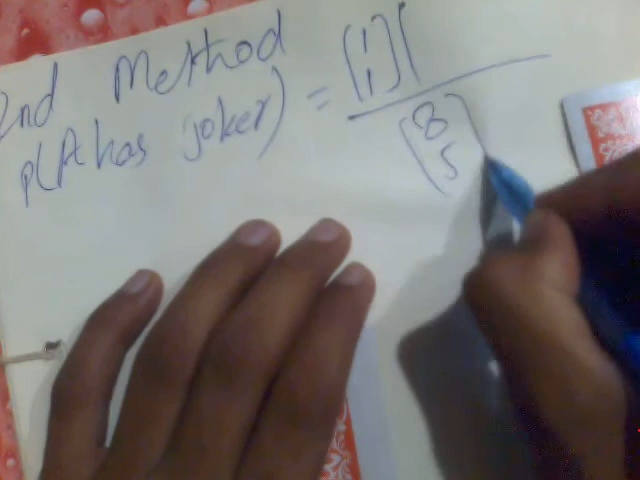 2nd Method
p(A has joker) = (1 1)(
(8 5)